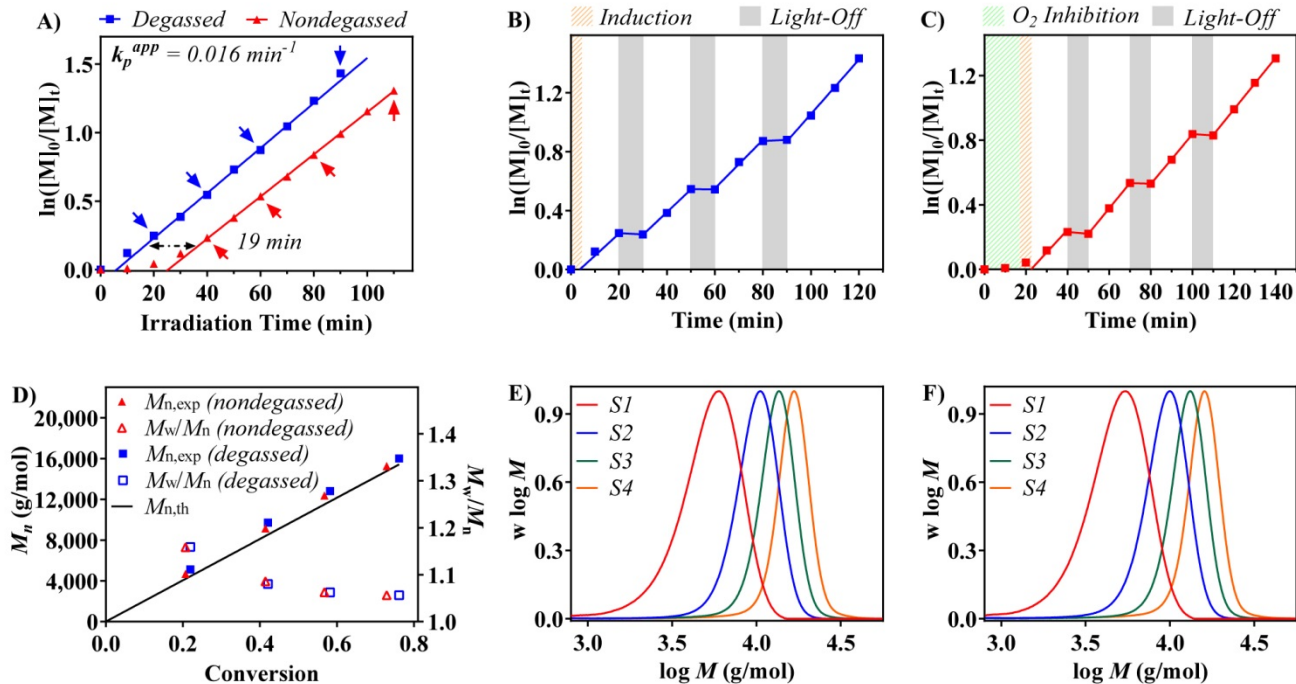 A)
Degassed
Nondegassed
kₚᵃᵖᵖ = 0.016 min⁻¹
19 min
ln([M]₀/[M]ₜ)
1.5
1.0
0.5
0.0
0 20 40 60 80 100
Irradiation Time (min)
B)
Induction
Light-Off
ln([M]₀/[M]ₜ)
1.2
0.8
0.4
0.0
0 20 40 60 80 100 120
Time (min)
C)
O₂ Inhibition
Light-Off
ln([M]₀/[M]ₜ)
1.2
0.8
0.4
0.0
0 20 40 60 80 100 120 140
Time (min)
D)
Mn,exp (nondegassed)
Mw/Mn (nondegassed)
Mn,exp (degassed)
Mw/Mn (degassed)
Mn,th
Mn (g/mol)
20,000
16,000
12,000
8,000
4,000
0
Mw/Mn
1.4
1.3
1.2
1.1
1.0
0.0 0.2 0.4 0.6 0.8
Conversion
E)
S1
S2
S3
S4
w log M
0.9
0.6
0.3
0.0
3.0 3.5 4.0 4.5
log M (g/mol)
F)
S1
S2
S3
S4
w log M
0.9
0.6
0.3
0.0
3.0 3.5 4.0 4.5
log M (g/mol)